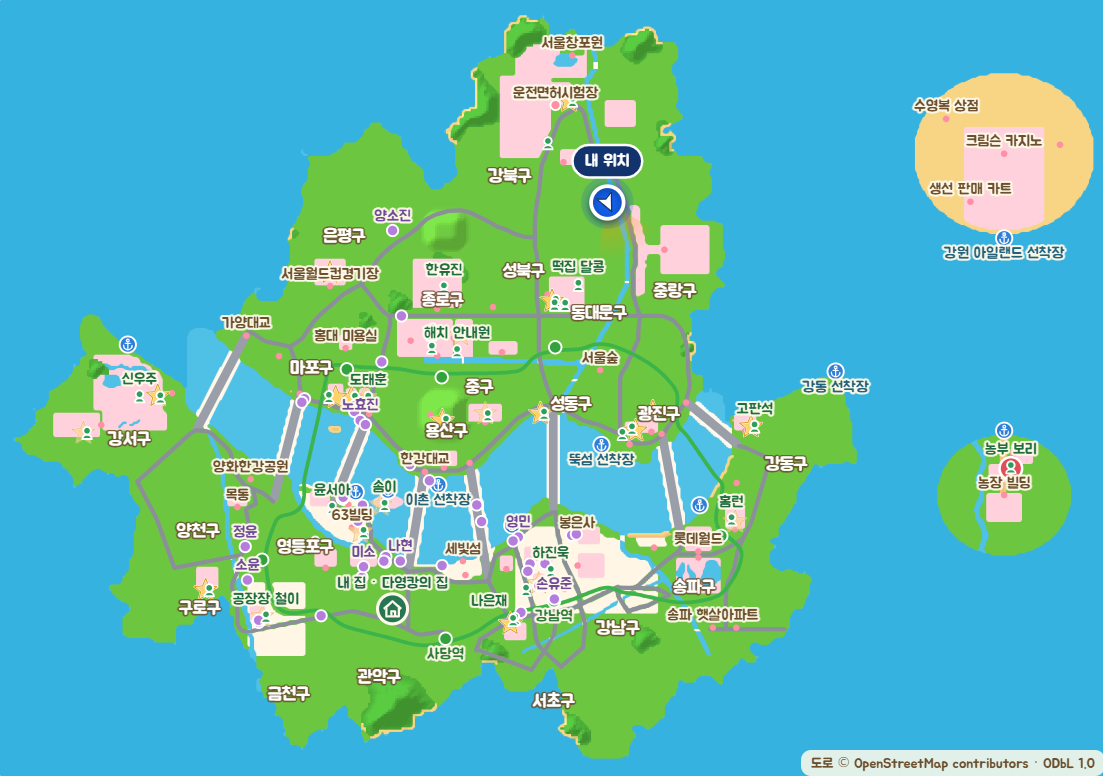 서울창포원
운전면허시험장
수영복 상점
크림슨 카지노
내 위치
강북구
생선 판매 카트
양소진
은평구
강원 아일랜드 선착장
서울월드컵경기장
한유진
성북구
떡집 달콩
종로구
중랑구
동대문구
가양대교
홍대 미용실
해치 안내원
서울숲
마포구
신우주
도태훈
중구
강동 선착장
노효진
성동구
고판석
광진구
용산구
강서구
한강대교
뚝섬 선착장
농부 보리
양화한강공원
강동구
농장 빌딩
목동
윤서아
솜이
이촌 선착장
홈런
63빌딩
영민
봉은사
양천구
정윤
영등포구
미소
나현
세빛섬
하진욱
롯데월드
소윤
내 집 · 다영캉의 집
손유준
송파구
구로구
공장장 철이
나은재
강남역
송파 햇살아파트
강남구
사당역
관악구
금천구
서초구
도로 © OpenStreetMap contributors · ODbL 1.0